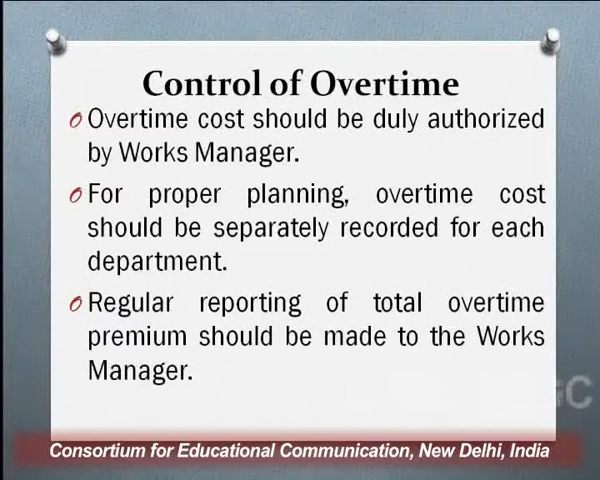 Control of Overtime
Overtime cost should be duly authorized
by Works Manager.
For proper planning, overtime cost
should be separately recorded for each
department.
Regular reporting of total overtime
premium should be made to the Works
Manager.
Consortium for Educational Communication, New Delhi, India